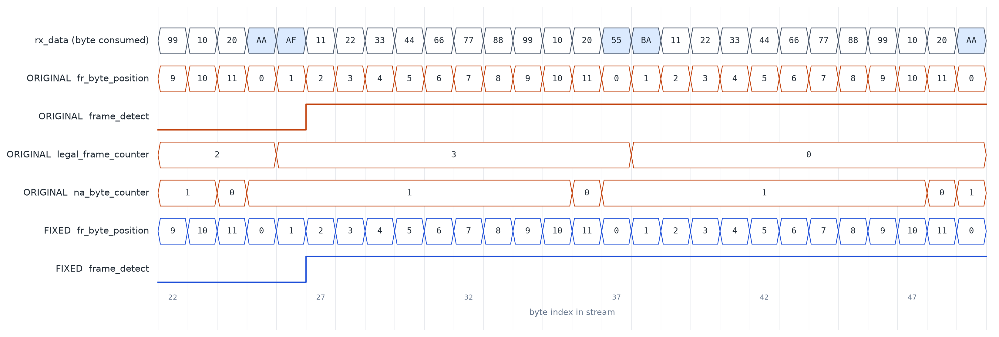 rx_data (byte consumed) 99 10 20 AA AF 11 22 33 44 66 77 88 99 10 20 55 BA 11 22 33 44 66 77 88 99 10 20 AA
ORIGINAL fr_byte_position 9 10 11 0 1 2 3 4 5 6 7 8 9 10 11 0 1 2 3 4 5 6 7 8 9 10 11 0
ORIGINAL frame_detect
ORIGINAL legal_frame_counter 2 3 0
ORIGINAL na_byte_counter 1 0 1 0 1 0 1
FIXED fr_byte_position 9 10 11 0 1 2 3 4 5 6 7 8 9 10 11 0 1 2 3 4 5 6 7 8 9 10 11 0
FIXED frame_detect
22 27 32 37 42 47
byte index in stream